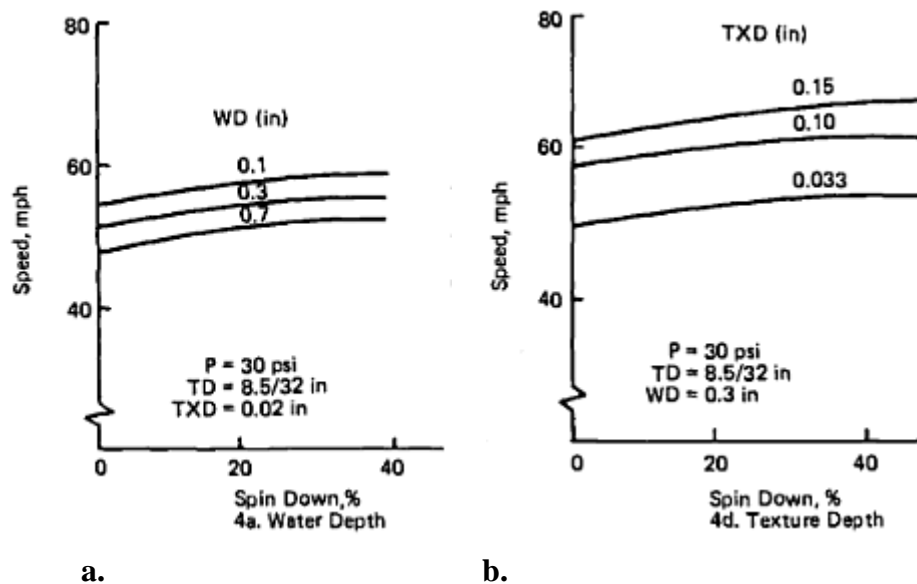 80
60
40
Speed, mph
WD (in)
0.1
0.3
0.7
P = 30 psi
TD = 8.5/32 in
TXD = 0.02 in
0
20
40
Spin Down,%
4a. Water Depth
a.
80
60
40
Speed, mph
TXD (in)
0.15
0.10
0.033
P = 30 psi
TD = 8.5/32 in
WD = 0.3 in
0
20
40
Spin Down, %
4d. Texture Depth
b.